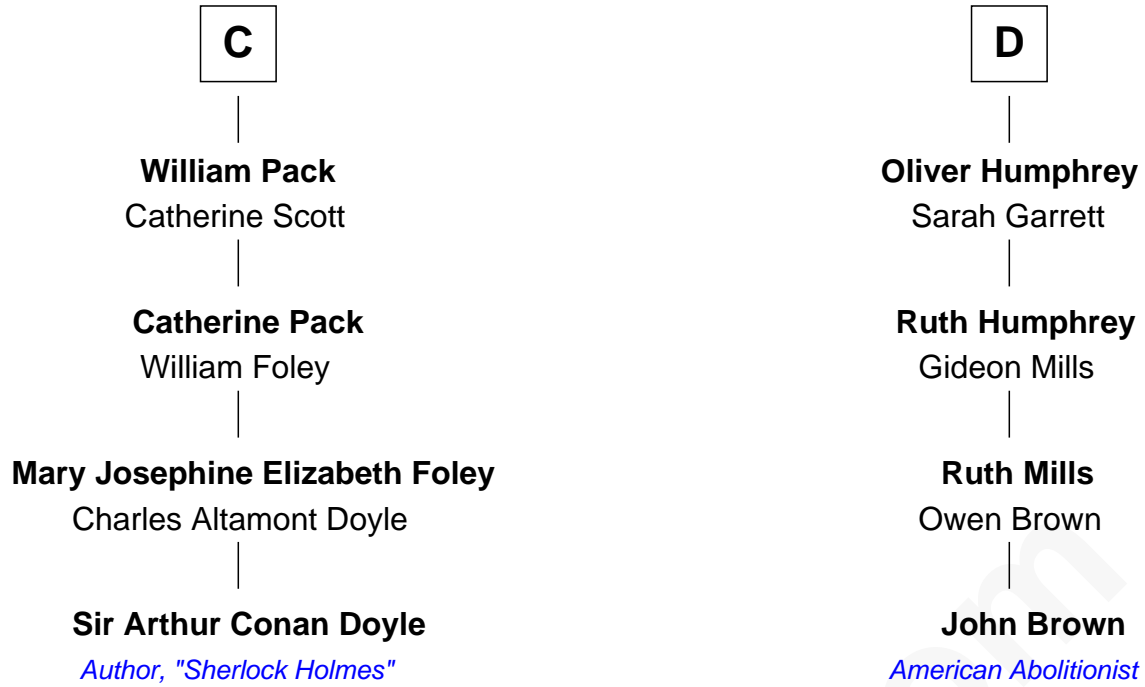 C
William Pack
Catherine Scott
Catherine Pack
William Foley
Mary Josephine Elizabeth Foley
Charles Altamont Doyle
Sir Arthur Conan Doyle
Author, "Sherlock Holmes"
D
Oliver Humphrey
Sarah Garrett
Ruth Humphrey
Gideon Mills
Ruth Mills
Owen Brown
John Brown
American Abolitionist